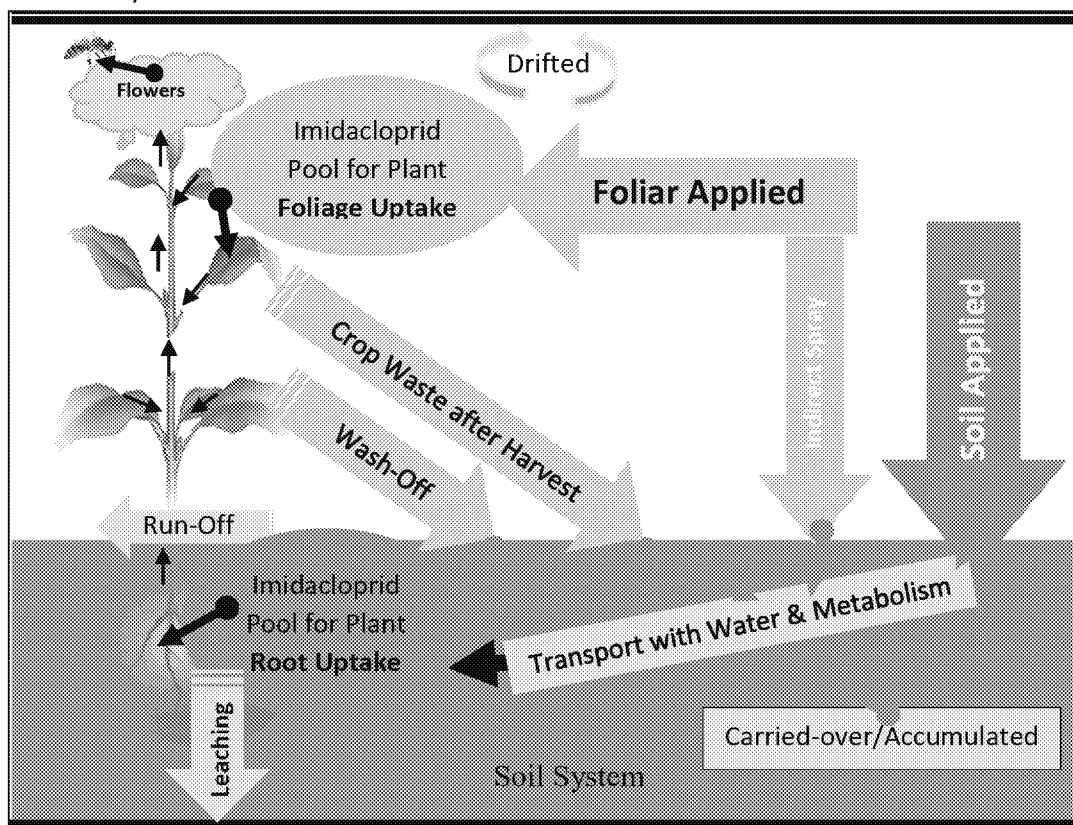 Drifted
Flowers
Imidacloprid
Pool for Plant
Foliage Uptake
Foliar Applied
Indirect spray
Soil Applied
Crop Waste after Harvest
Wash-Off
Run-Off
Imidacloprid
Pool for Plant
Root Uptake
Transport with Water & Metabolism
Leaching
Carried-over/Accumulated
Soil System